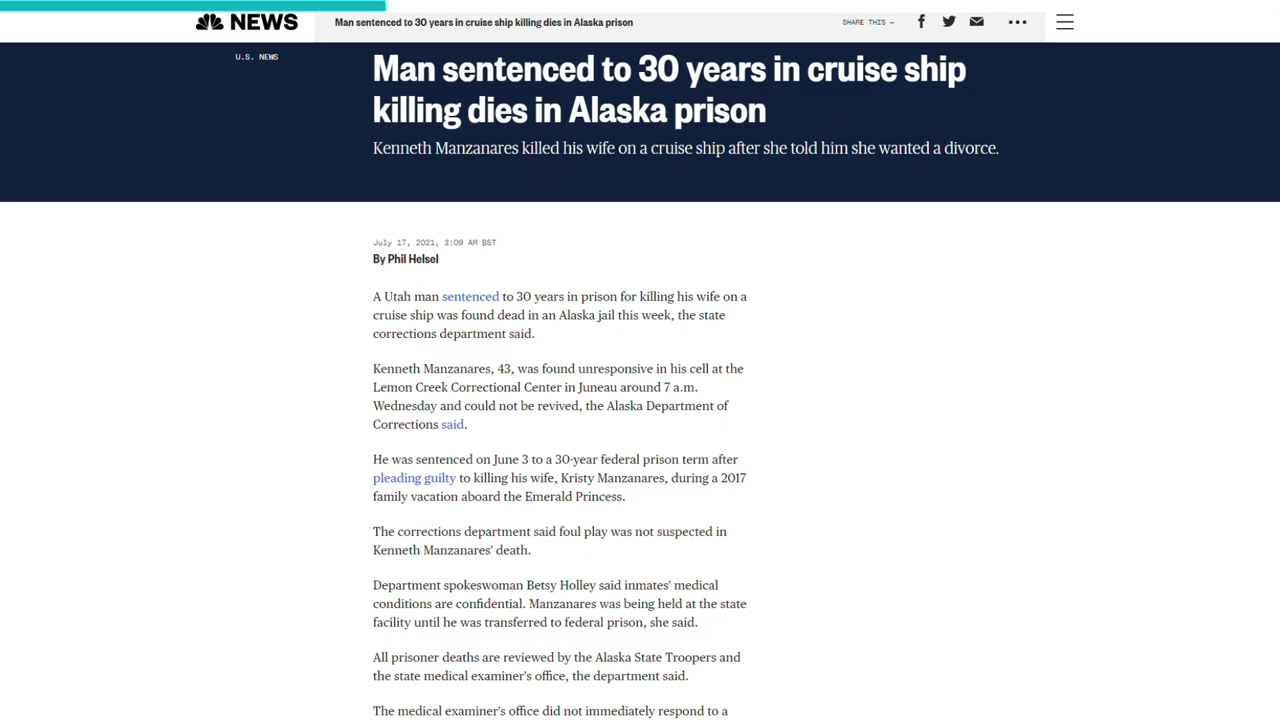 NEWS
Man sentenced to 30 years in cruise ship killing dies in Alaska prison
SHARE THIS —
U.S. NEWS
Man sentenced to 30 years in cruise ship
killing dies in Alaska prison
Kenneth Manzanares killed his wife on a cruise ship after she told him she wanted a divorce.
July 17, 2021, 3:09 AM BST
By Phil Helsel
A Utah man sentenced to 30 years in prison for killing his wife on a
cruise ship was found dead in an Alaska jail this week, the state
corrections department said.
Kenneth Manzanares, 43, was found unresponsive in his cell at the
Lemon Creek Correctional Center in Juneau around 7 a.m.
Wednesday and could not be revived, the Alaska Department of
Corrections said.
He was sentenced on June 3 to a 30-year federal prison term after
pleading guilty to killing his wife, Kristy Manzanares, during a 2017
family vacation aboard the Emerald Princess.
The corrections department said foul play was not suspected in
Kenneth Manzanares' death.
Department spokeswoman Betsy Holley said inmates' medical
conditions are confidential. Manzanares was being held at the state
facility until he was transferred to federal prison, she said.
All prisoner deaths are reviewed by the Alaska State Troopers and
the state medical examiner's office, the department said.
The medical examiner's office did not immediately respond to a